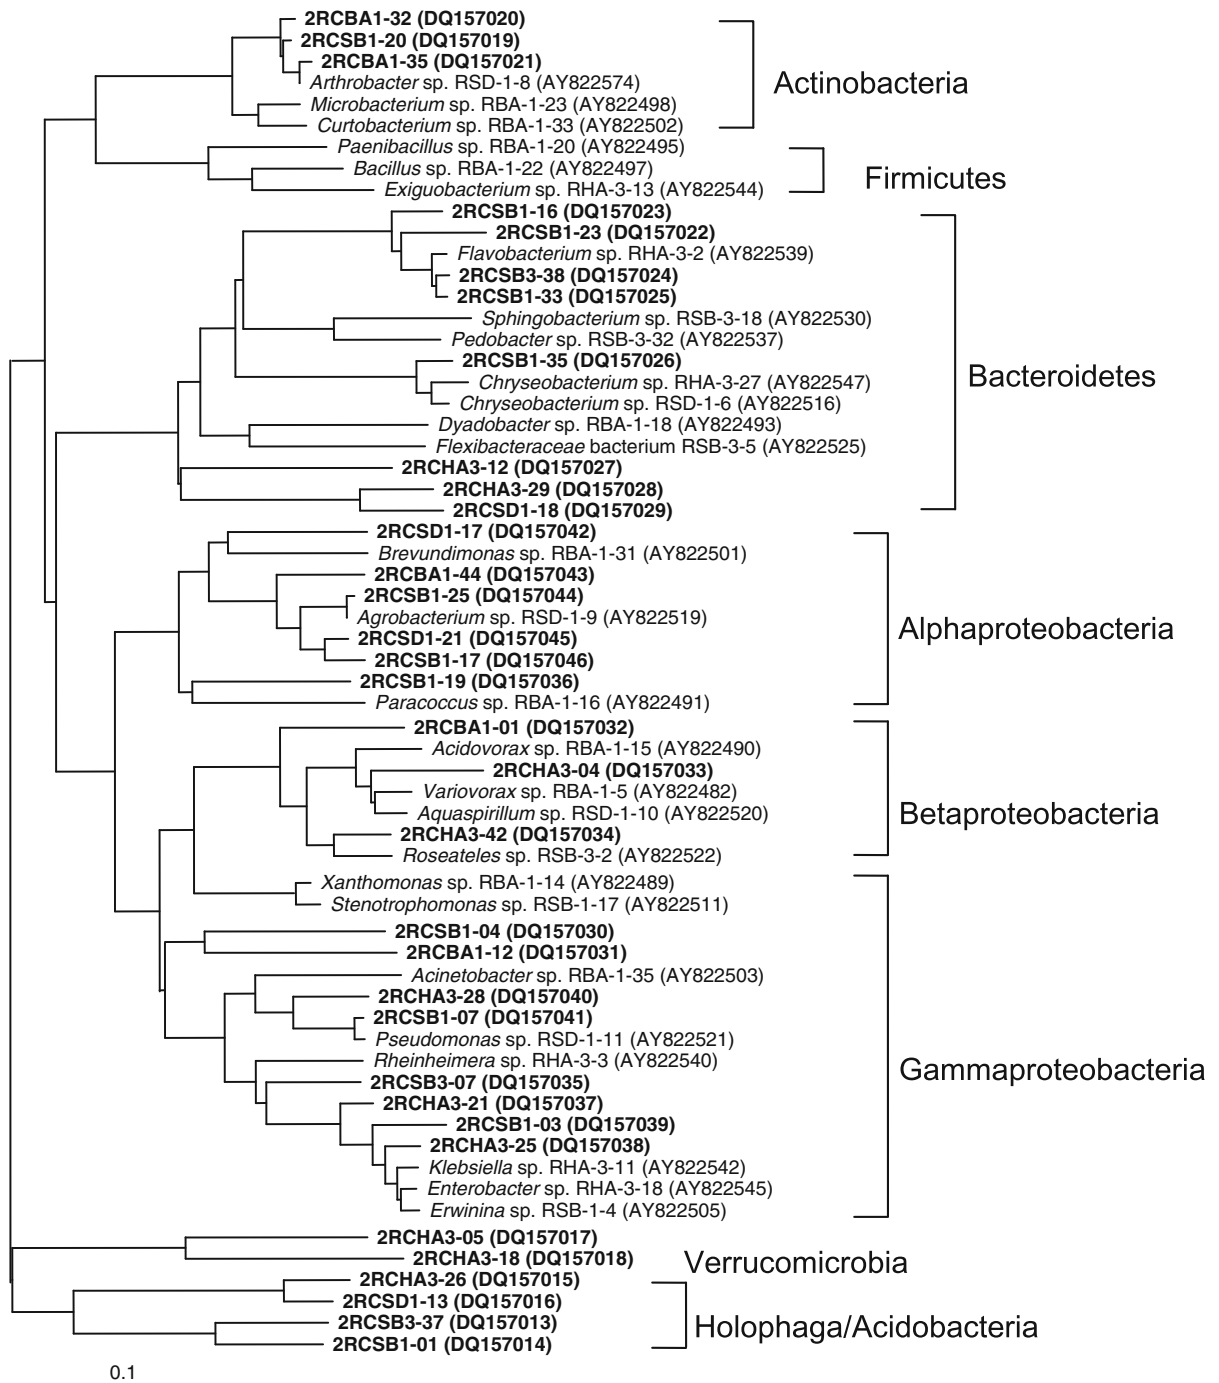 2RCBA1-32 (DQ157020)
2RCSB1-20 (DQ157019)
2RCBA1-35 (DQ157021)
Arthrobacter sp. RSD-1-8 (AY822574)
Actinobacteria
Microbacterium sp. RBA-1-23 (AY822498)
Curtobacterium sp. RBA-1-33 (AY822502)
Paenibacillus sp. RBA-1-20 (AY822495)
Bacillus sp. RBA-1-22 (AY822497)
Firmicutes
Exiguobacterium sp. RHA-3-13 (AY822544)
2RCSB1-16 (DQ157023)
2RCSB1-23 (DQ157022)
Flavobacterium sp. RHA-3-2 (AY822539)
2RCSB3-38 (DQ157024)
2RCSB1-33 (DQ157025)
Sphingobacterium sp. RSB-3-18 (AY822530)
Pedobacter sp. RSB-3-32 (AY822537)
2RCSB1-35 (DQ157026)
Bacteroidetes
Chryseobacterium sp. RHA-3-27 (AY822547)
Chryseobacterium sp. RSD-1-6 (AY822516)
Dyadobacter sp. RBA-1-18 (AY822493)
Flexibacteraceae bacterium RSB-3-5 (AY822525)
2RCHA3-12 (DQ157027)
2RCHA3-29 (DQ157028)
2RCSD1-18 (DQ157029)
2RCSD1-17 (DQ157042)
Brevundimonas sp. RBA-1-31 (AY822501)
2RCBA1-44 (DQ157043)
2RCSB1-25 (DQ157044)
Agrobacterium sp. RSD-1-9 (AY822519)
Alphaproteobacteria
2RCSD1-21 (DQ157045)
2RCSB1-17 (DQ157046)
2RCSB1-19 (DQ157036)
Paracoccus sp. RBA-1-16 (AY822491)
2RCBA1-01 (DQ157032)
Acidovorax sp. RBA-1-15 (AY822490)
2RCHA3-04 (DQ157033)
Variovorax sp. RBA-1-5 (AY822482)
Aquaspirillum sp. RSD-1-10 (AY822520)
Betaproteobacteria
2RCHA3-42 (DQ157034)
Roseateles sp. RSB-3-2 (AY822522)
Xanthomonas sp. RBA-1-14 (AY822489)
Stenotrophomonas sp. RSB-1-17 (AY822511)
2RCSB1-04 (DQ157030)
2RCBA1-12 (DQ157031)
Acinetobacter sp. RBA-1-35 (AY822503)
2RCHA3-28 (DQ157040)
2RCSB1-07 (DQ157041)
Pseudomonas sp. RSD-1-11 (AY822521)
Rheinheimera sp. RHA-3-3 (AY822540)
Gammaproteobacteria
2RCSB3-07 (DQ157035)
2RCHA3-21 (DQ157037)
2RCSB1-03 (DQ157039)
2RCHA3-25 (DQ157038)
Klebsiella sp. RHA-3-11 (AY822542)
Enterobacter sp. RHA-3-18 (AY822545)
Erwinina sp. RSB-1-4 (AY822505)
2RCHA3-05 (DQ157017)
2RCHA3-18 (DQ157018)
Verrucomicrobia
2RCHA3-26 (DQ157015)
2RCSD1-13 (DQ157016)
2RCSB3-37 (DQ157013)
Holophaga/Acidobacteria
2RCSB1-01 (DQ157014)
0.1